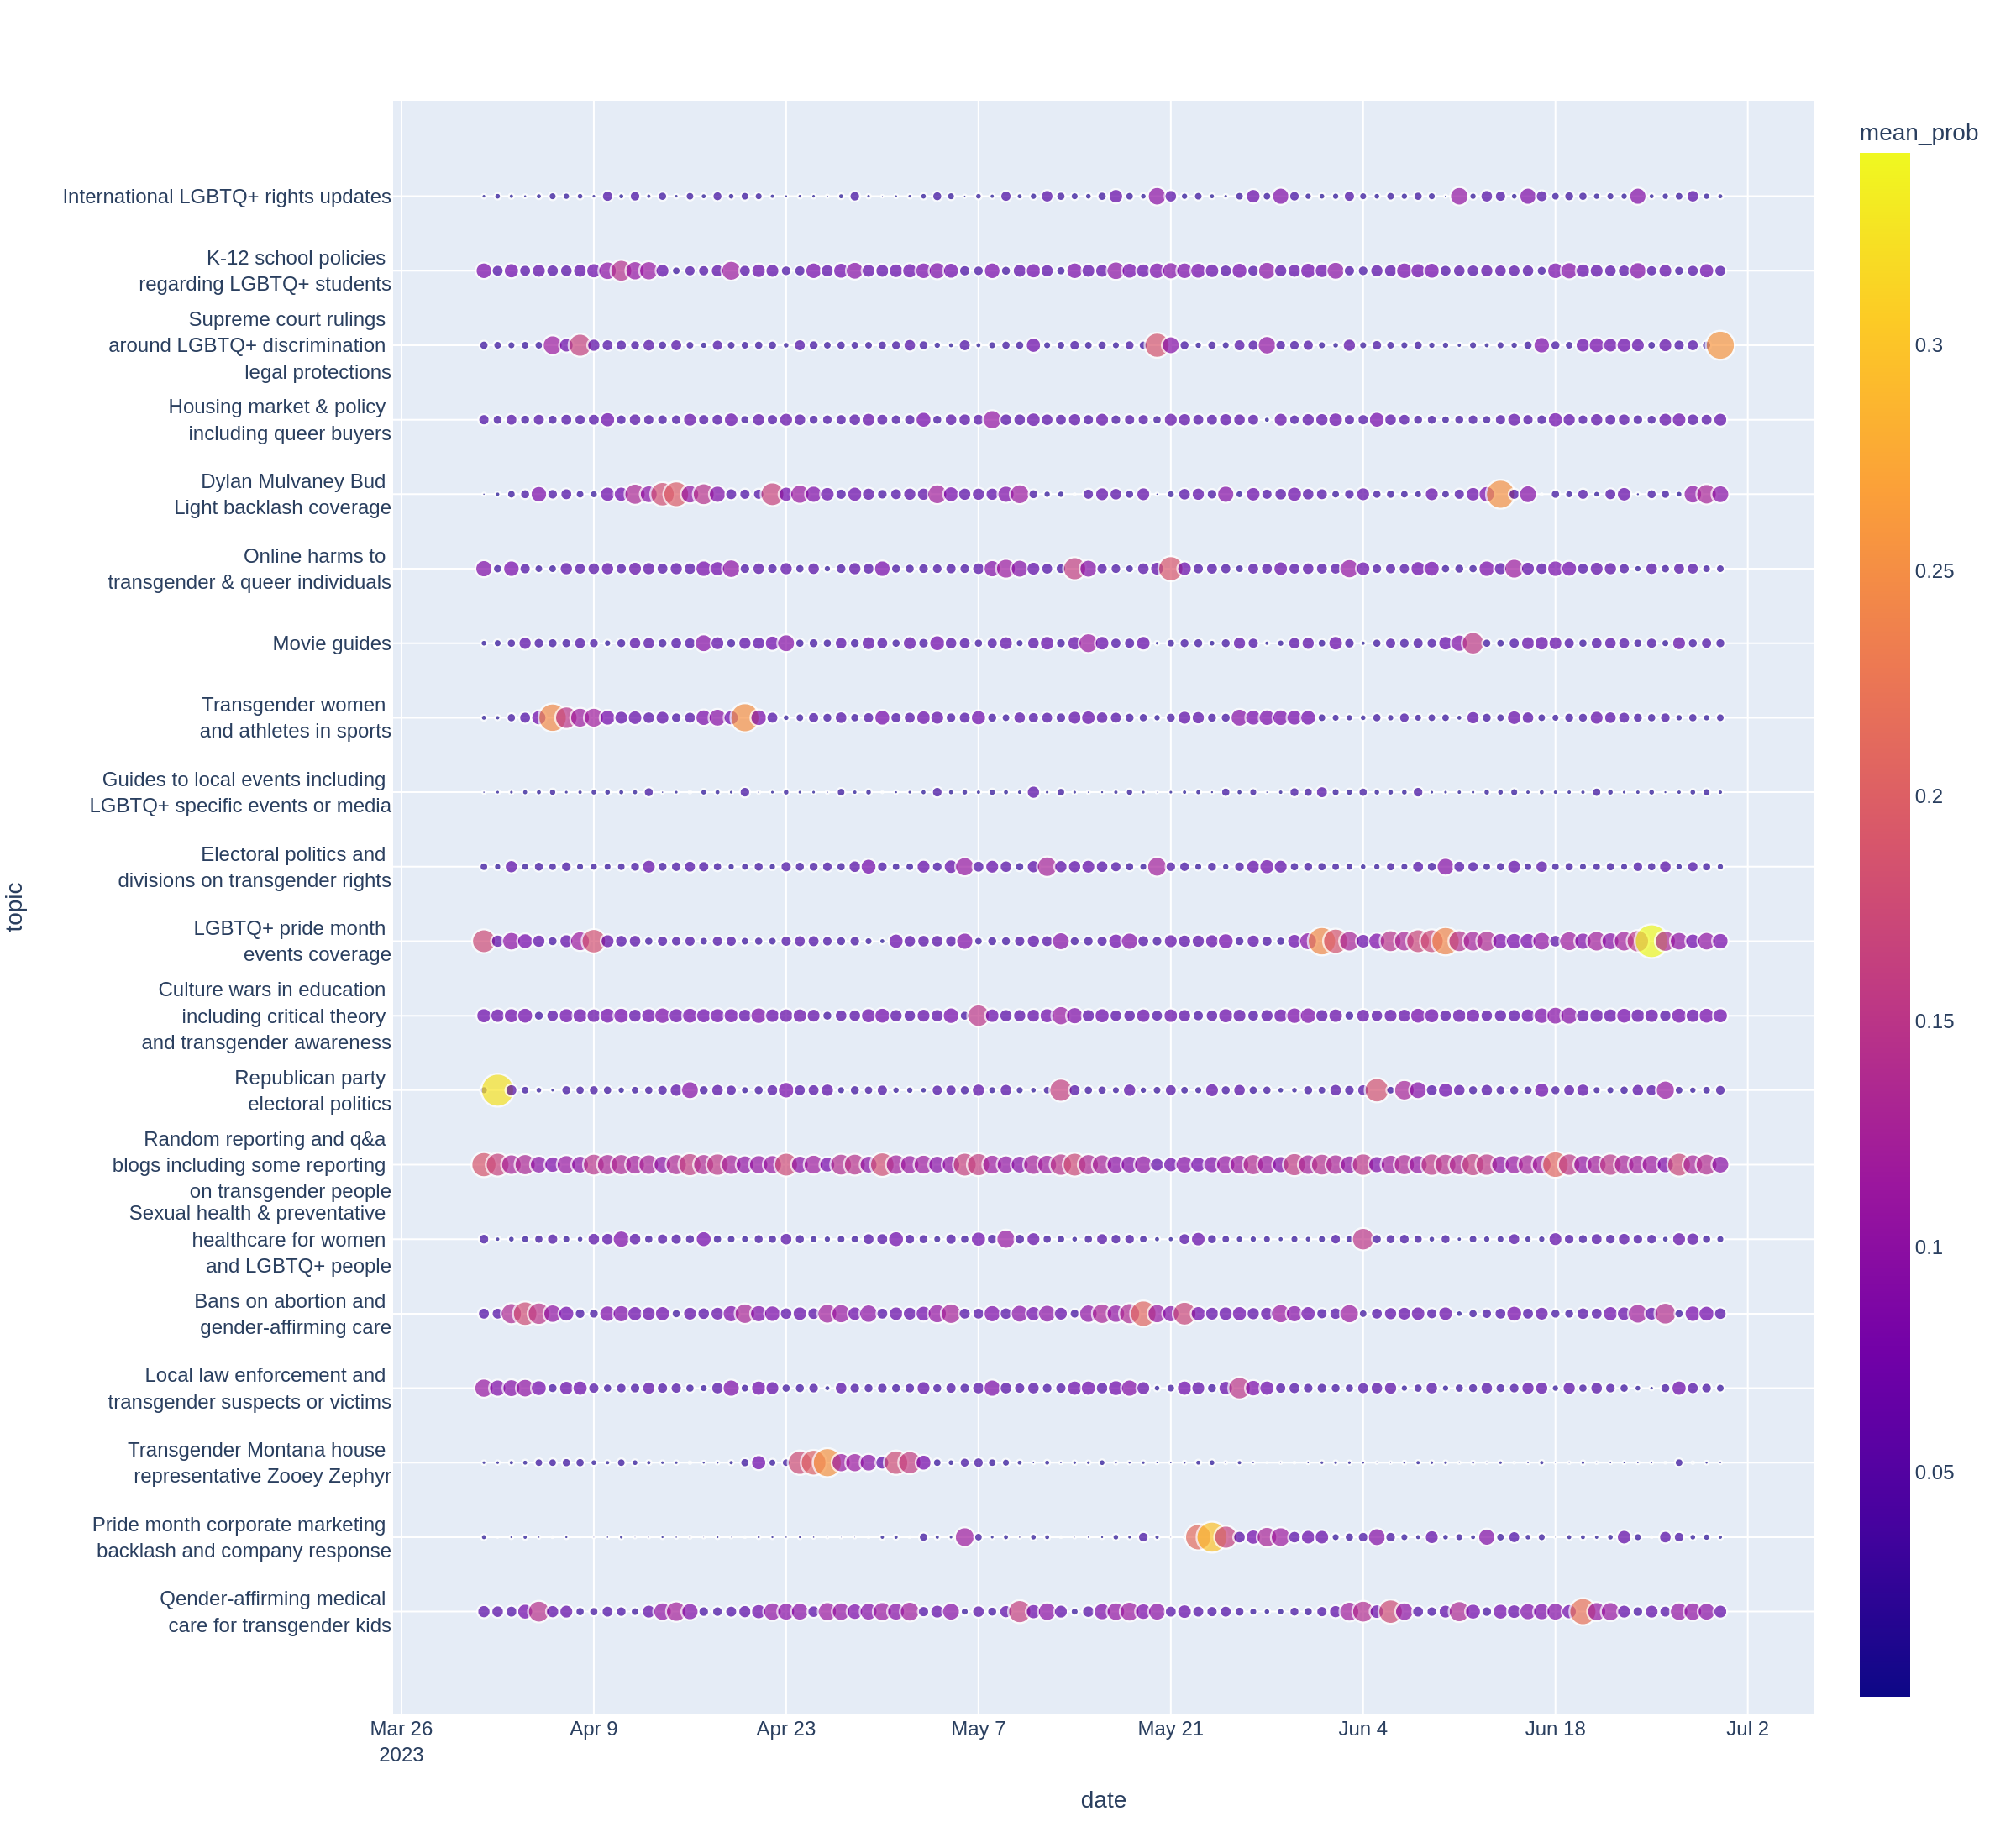 mean_prob
International LGBTQ+ rights updates
K-12 school policies
regarding LGBTQ+ students
Supreme court rulings
around LGBTQ+ discrimination
legal protections
Housing market & policy
including queer buyers
Dylan Mulvaney Bud
Light backlash coverage
Online harms to
transgender & queer individuals
Movie guides
Transgender women
and athletes in sports
Guides to local events including
LGBTQ+ specific events or media
Electoral politics and
divisions on transgender rights
LGBTQ+ pride month
events coverage
Culture wars in education
including critical theory
and transgender awareness
Republican party
electoral politics
Random reporting and q&a
blogs including some reporting
on transgender people
Sexual health & preventative
healthcare for women
and LGBTQ+ people
Bans on abortion and
gender-affirming care
Local law enforcement and
transgender suspects or victims
Transgender Montana house
representative Zooey Zephyr
Pride month corporate marketing
backlash and company response
Qender-affirming medical
care for transgender kids
topic
0.3
0.25
0.2
0.15
0.1
0.05
Mar 26 Apr 9 Apr 23 May 7 May 21 Jun 4 Jun 18 Jul 2
2023
date